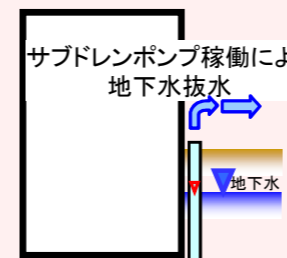 サブドレンポンプ稼働によ
地下水抜水
地下水